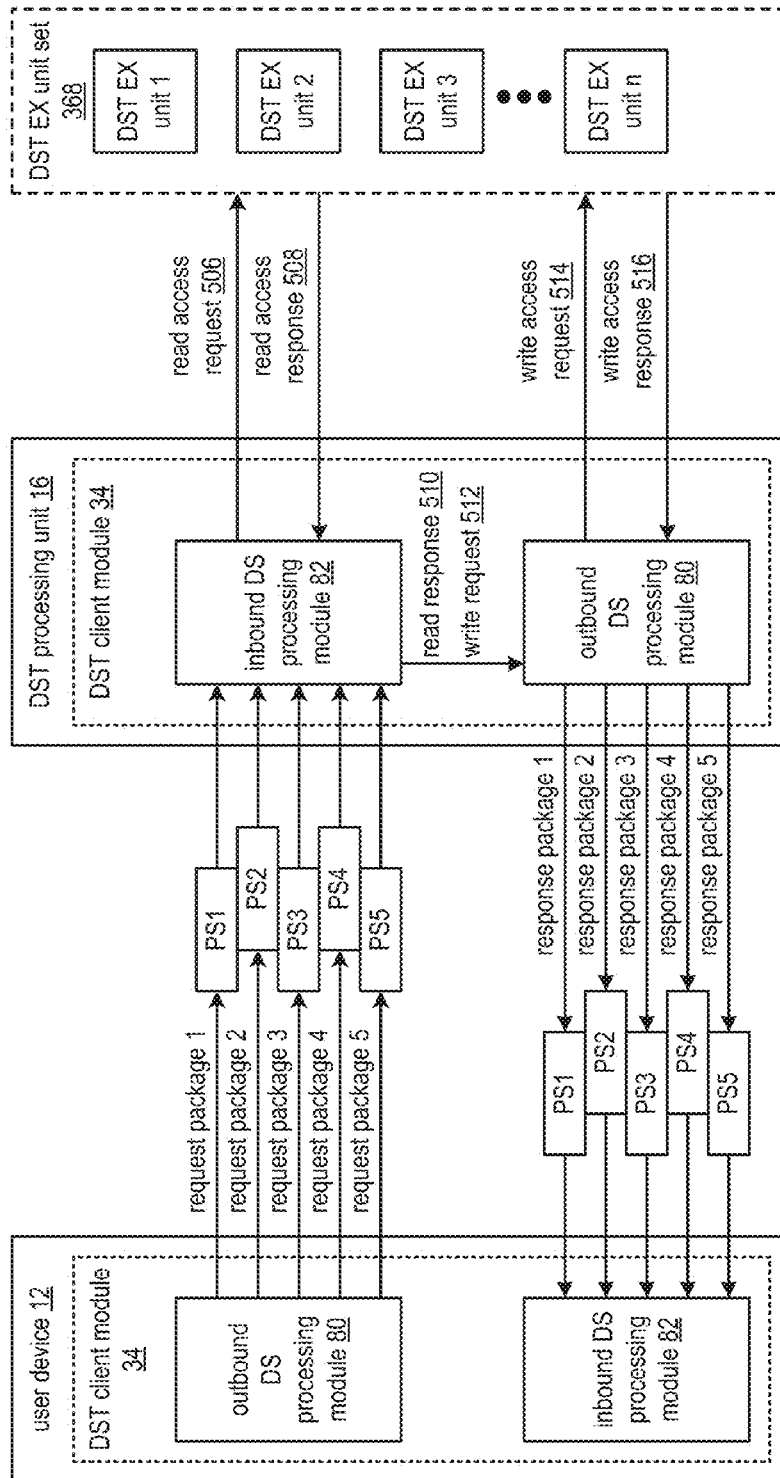 user device 12
DST client module
34
outbound
DS
processing
module 80
inbound DS
processing
module 82
request package 1
request package 2
request package 3
request package 4
request package 5
PS1
PS2
PS3
PS4
PS5
PS1
PS2
PS3
PS4
PS5
response package 1
response package 2
response package 3
response package 4
response package 5
DST processing unit 16
DST client module 34
inbound DS
processing
module 82
read response 510
write request 512
outbound
DS
processing
module 80
read access
request 506
read access
response 508
write access
request 514
write access
response 516
DST EX unit set
368
DST EX
unit 1
DST EX
unit 2
DST EX
unit 3
DST EX
unit n